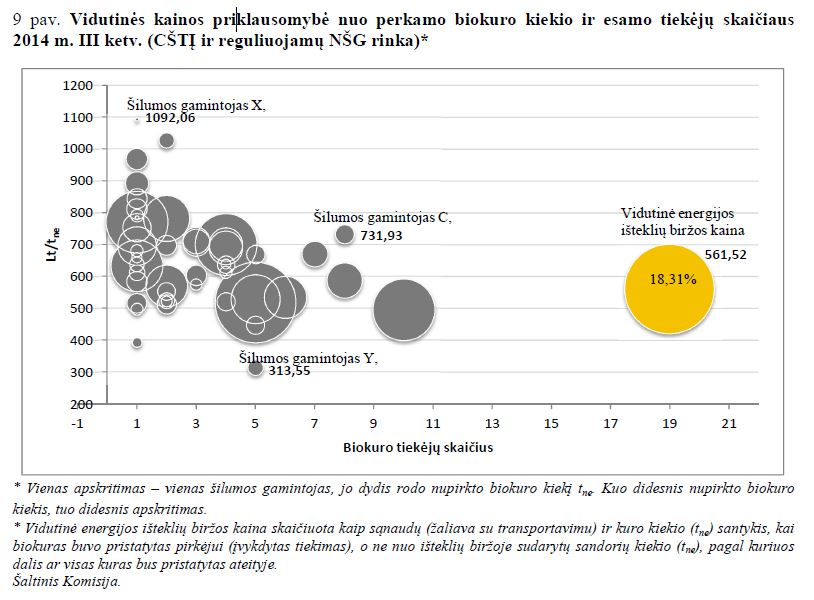 9 pav. Vidutinės kainos priklausomybė nuo perkamo biokuro kiekio ir esamo tiekėjų skaičiaus
2014 m. III ketv. (CŠTĮ ir reguliuojamų NŠG rinka)*
1200
Šilumos gamintojas X,
1100
1092,06
1000
900
800
Šilumos gamintojas C,
731,93
Vidutinė energijos
išteklių biržos kaina
561,52
18,31%
700
Lt/tne
600
500
400
Šilumos gamintojas Y,
313,55
300
200
-1 1 3 5 7 9 11 13 15 17 19 21
Biokuro tiekėjų skaičius
* Vienas apskritimas – vienas šilumos gamintojas, jo dydis rodo nupirkto biokuro kiekį tne. Kuo didesnis nupirkto biokuro
kiekis, tuo didesnis apskritimas.
* Vidutinė energijos išteklių biržos kaina skaičiuota kaip sąnaudų (žaliava su transportavimu) ir kuro kiekio (tne) santykis, kai
biokuras buvo pristatytas pirkėjui (įvykdytas tiekimas), o ne nuo išteklių biržoje sudarytų sandorių kiekio (tne), pagal kuriuos
dalis ar visas kuras bus pristatytas ateityje.
Šaltinis Komisija.